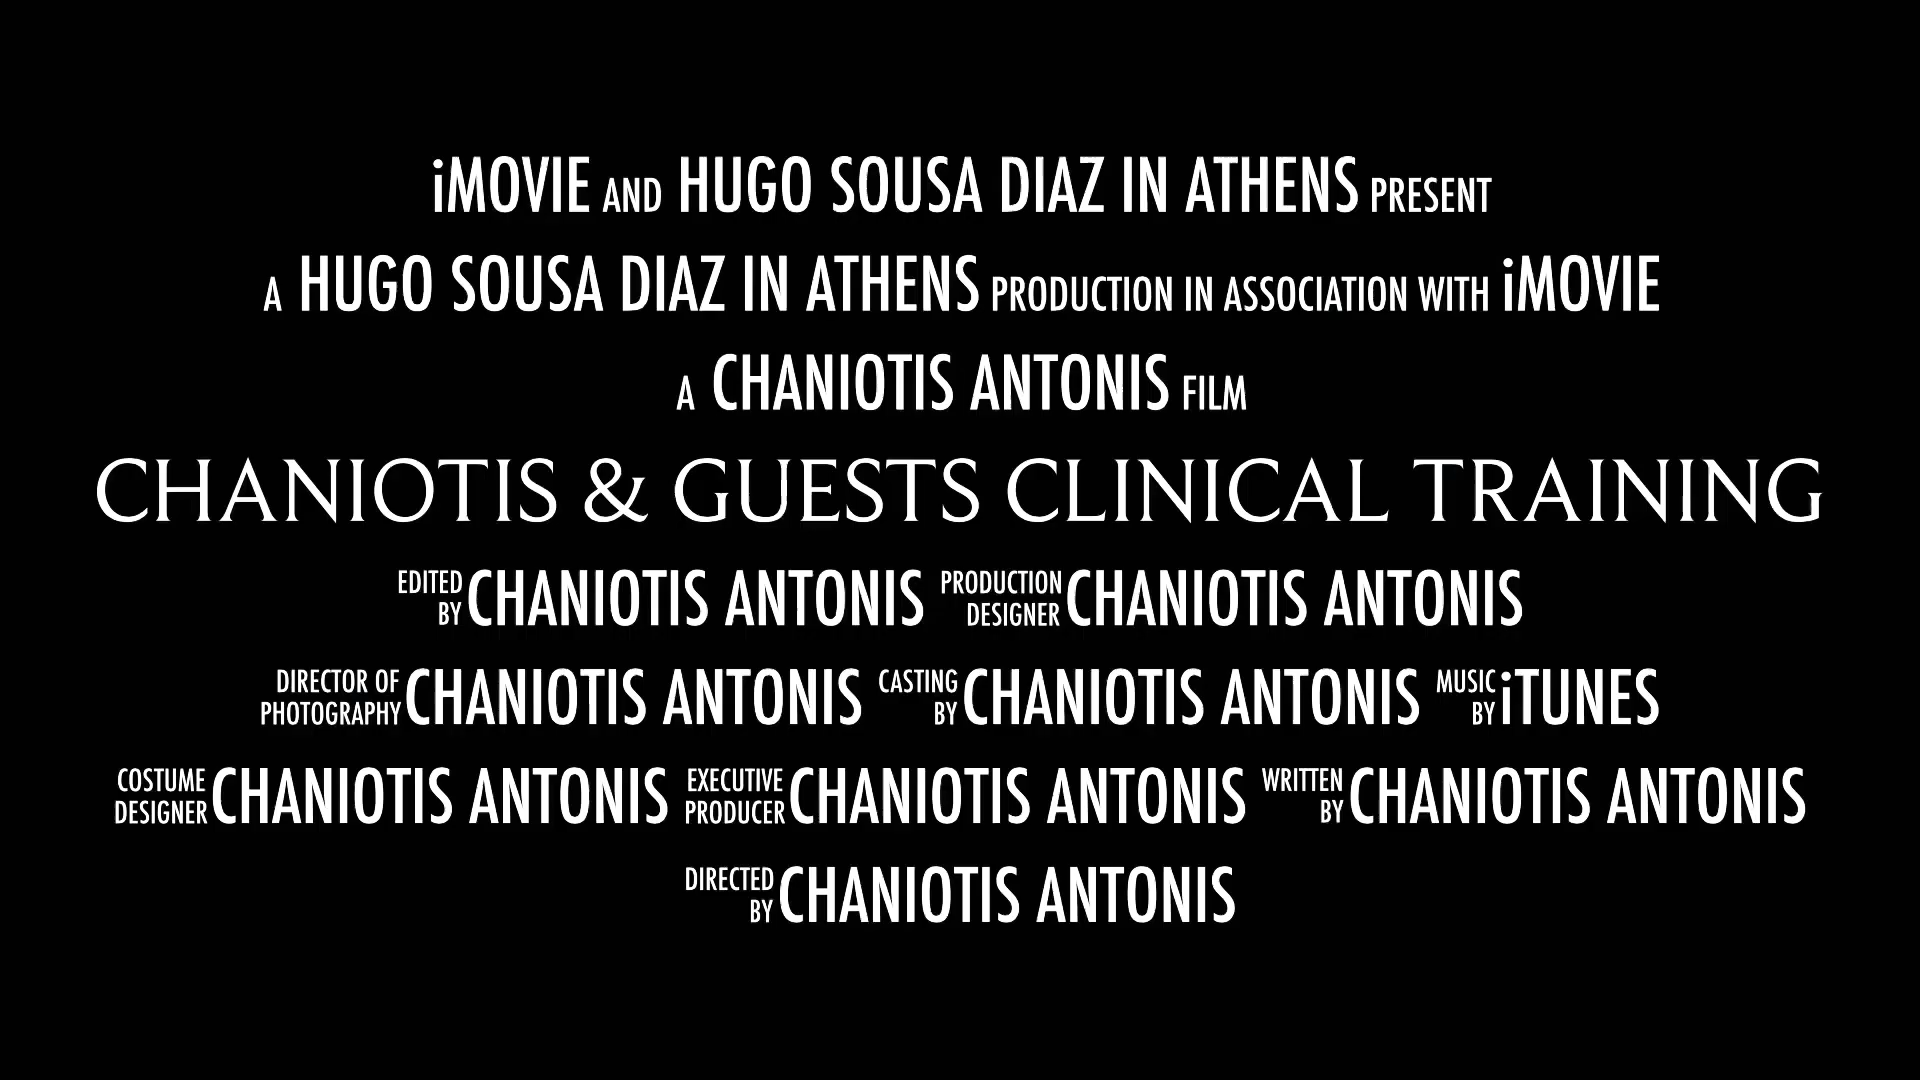 iMOVIE AND HUGO SOUSA DIAZ IN ATHENS PRESENT
A HUGO SOUSA DIAZ IN ATHENS PRODUCTION IN ASSOCIATION WITH iMOVIE
A CHANIOTIS ANTONIS FILM
CHANIOTIS & GUESTS CLINICAL TRAINING
EDITED BY CHANIOTIS ANTONIS PRODUCTION DESIGNER CHANIOTIS ANTONIS
DIRECTOR OF PHOTOGRAPHY CHANIOTIS ANTONIS CASTING BY CHANIOTIS ANTONIS MUSIC BY iTUNES
COSTUME DESIGNER CHANIOTIS ANTONIS EXECUTIVE PRODUCER CHANIOTIS ANTONIS WRITTEN BY CHANIOTIS ANTONIS
DIRECTED BY CHANIOTIS ANTONIS